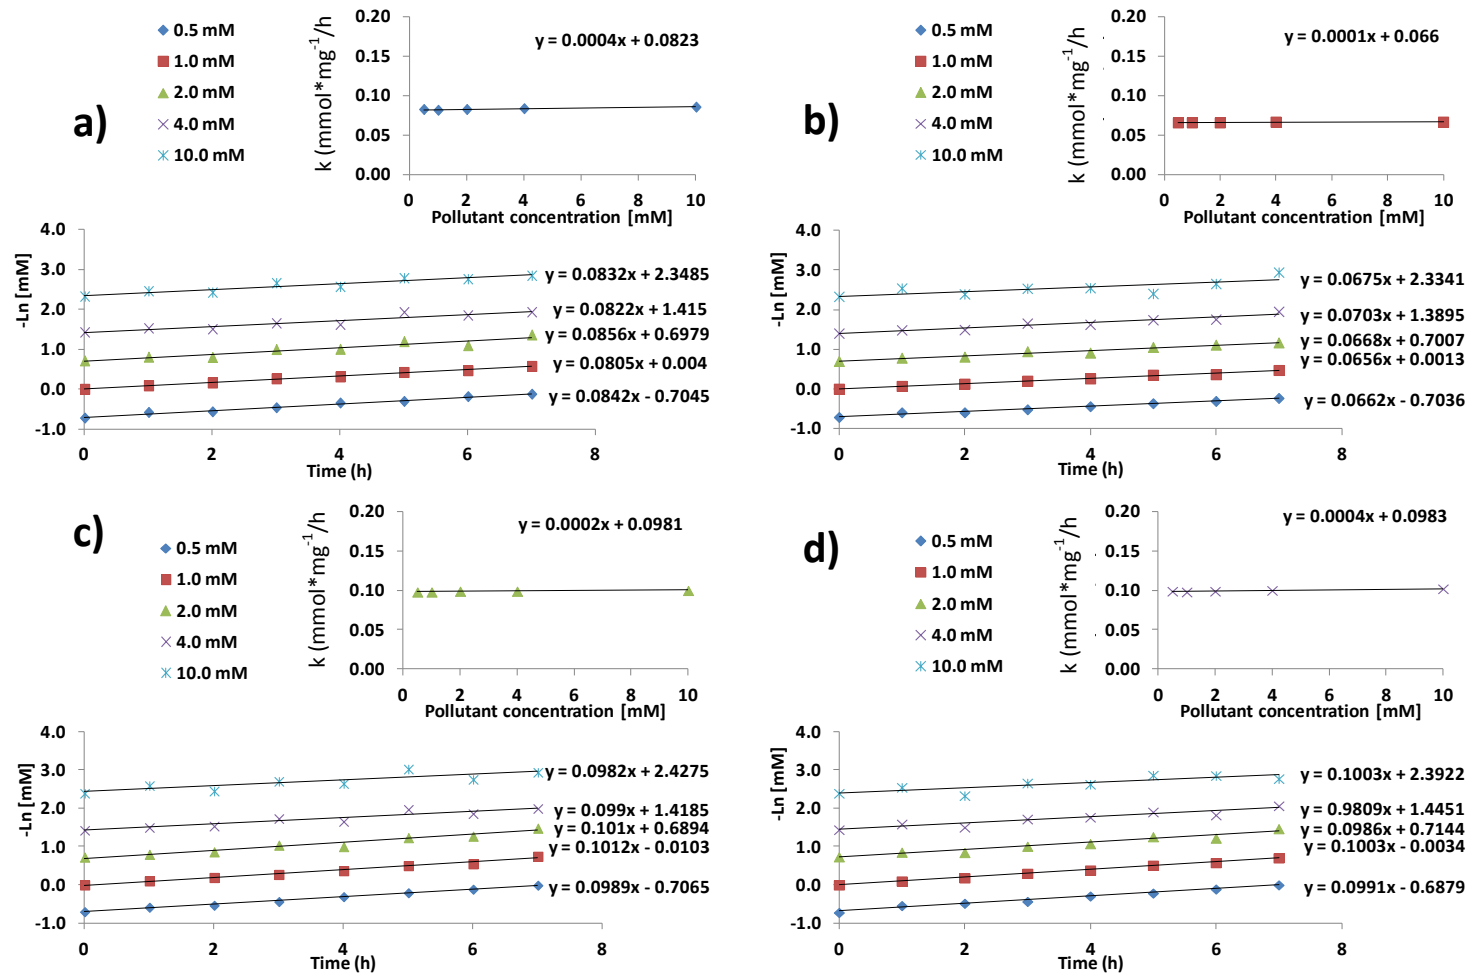 a)
0.5 mM
1.0 mM
2.0 mM
4.0 mM
10.0 mM
k (mmol*mg-1/h
0.20
0.15
0.10
0.05
0.00
y = 0.0004x + 0.0823
0 2 4 6 8 10
Pollutant concentration [mM]
-Ln [mM]
4.0
3.0
2.0
1.0
0.0
-1.0
y = 0.0832x + 2.3485
y = 0.0822x + 1.415
y = 0.0856x + 0.6979
y = 0.0805x + 0.004
y = 0.0842x - 0.7045
0 2 4 6 8
Time (h)
b)
0.5 mM
1.0 mM
2.0 mM
4.0 mM
10.0 mM
k (mmol*mg-1/h
0.20
0.15
0.10
0.05
0.00
y = 0.0001x + 0.066
0 2 4 6 8 10
Pollutant concentration [mM]
-Ln [mM]
4.0
3.0
2.0
1.0
0.0
-1.0
y = 0.0675x + 2.3341
y = 0.0703x + 1.3895
y = 0.0668x + 0.7007
y = 0.0656x + 0.0013
y = 0.0662x - 0.7036
0 2 4 6 8
Time (h)
c)
0.5 mM
1.0 mM
2.0 mM
4.0 mM
10.0 mM
k (mmol*mg-1/h
0.20
0.15
0.10
0.05
0.00
y = 0.0002x + 0.0981
0 2 4 6 8 10
Pollutant concentration [mM]
-Ln [mM]
4.0
3.0
2.0
1.0
0.0
-1.0
y = 0.0982x + 2.4275
y = 0.099x + 1.4185
y = 0.101x + 0.6894
y = 0.1012x - 0.0103
y = 0.0989x - 0.7065
0 2 4 6 8
Time (h)
d)
0.5 mM
1.0 mM
2.0 mM
4.0 mM
10.0 mM
k (mmol*mg-1/h
0.20
0.15
0.10
0.05
0.00
y = 0.0004x + 0.0983
0 2 4 6 8 10
Pollutant concentration [mM]
-Ln [mM]
4.0
3.0
2.0
1.0
0.0
-1.0
y = 0.1003x + 2.3922
y = 0.9809x + 1.4451
y = 0.0986x + 0.7144
y = 0.1003x - 0.0034
y = 0.0991x - 0.6879
0 2 4 6 8
Time (h)